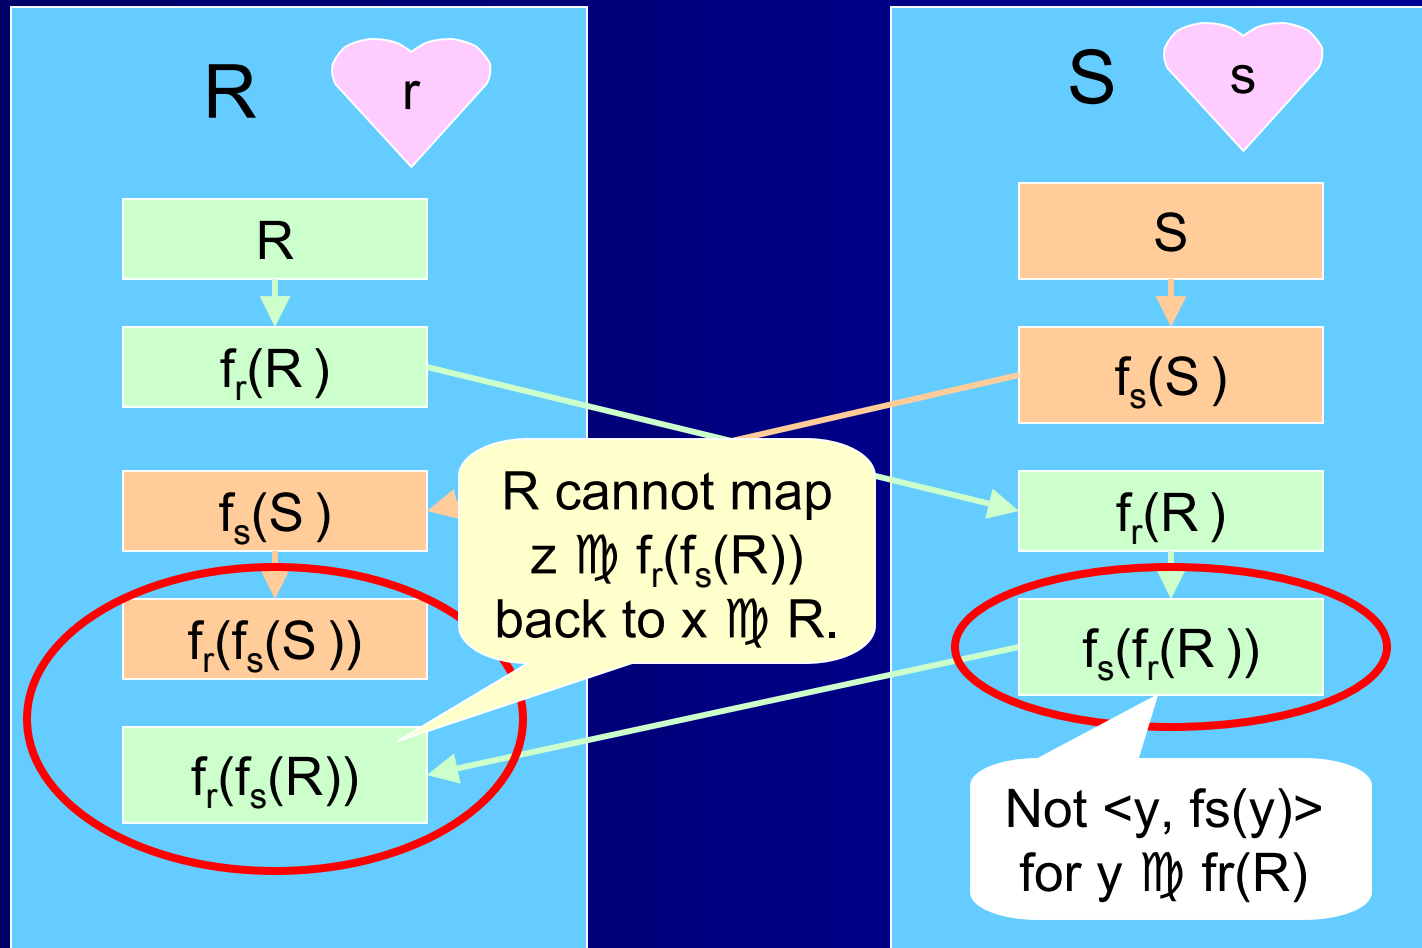 R
r
R
fᵣ(R )
fₛ(S )
fᵣ(fₛ(S ))
fᵣ(fₛ(R))
R cannot map
z ♍ fᵣ(fₛ(R))
back to x ♍ R.
S
s
S
fₛ(S )
fᵣ(R )
fₛ(fᵣ(R ))
Not <y, fs(y)>
for y ♍ fr(R)